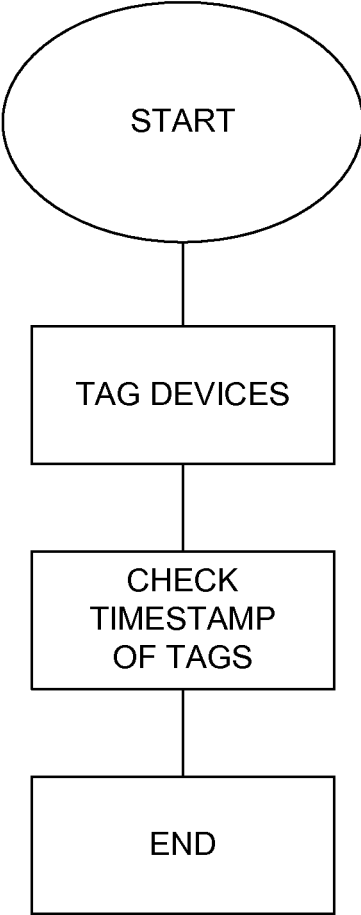 START
TAG DEVICES
CHECK
TIMESTAMP
OF TAGS
END